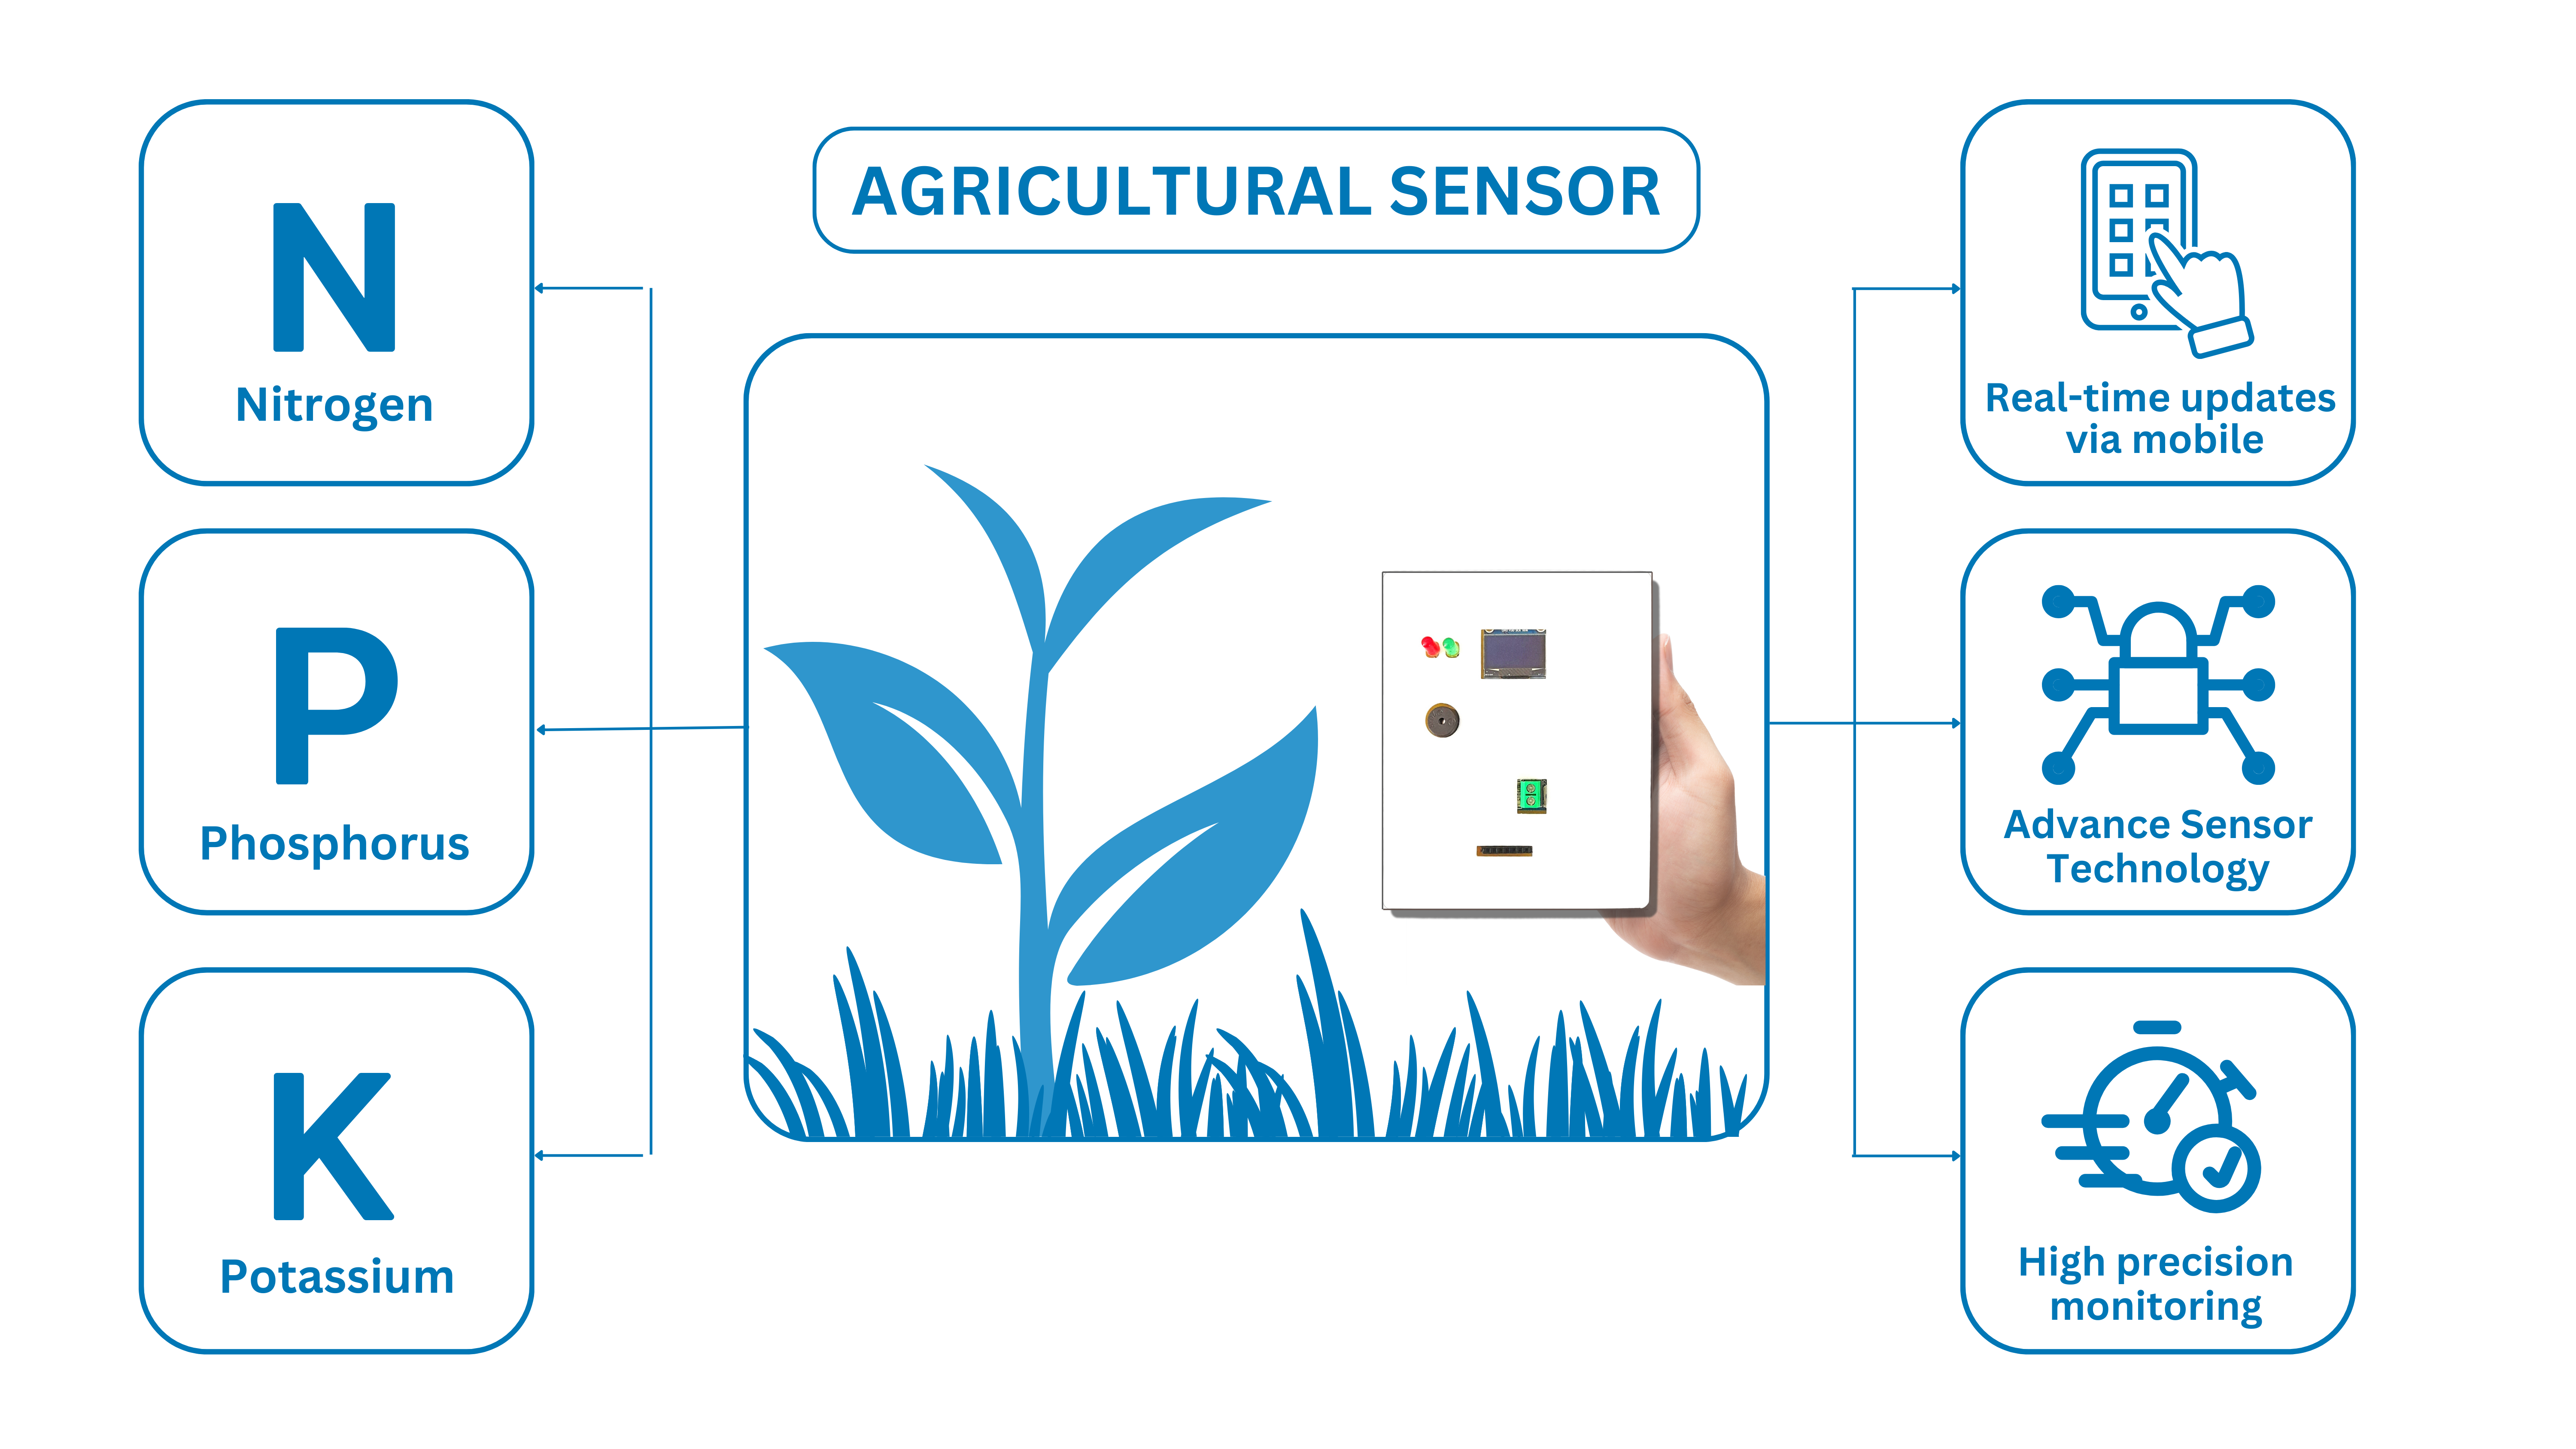 AGRICULTURAL SENSOR
N
Nitrogen
P
Phosphorus
K
Potassium
Real-time updates
via mobile
Advance Sensor
Technology
High precision
monitoring